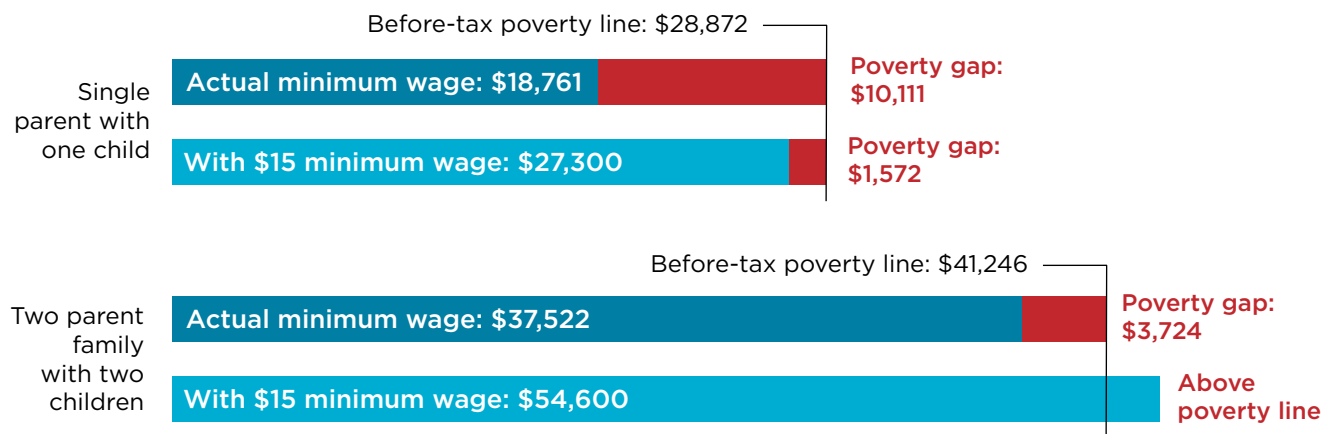 Before-tax poverty line: $28,872
Single
parent with
one child
Actual minimum wage: $18,761
Poverty gap:
$10,111
With $15 minimum wage: $27,300
Poverty gap:
$1,572
Before-tax poverty line: $41,246
Two parent
family
with two
children
Actual minimum wage: $37,522
Poverty gap:
$3,724
With $15 minimum wage: $54,600
Above
poverty line